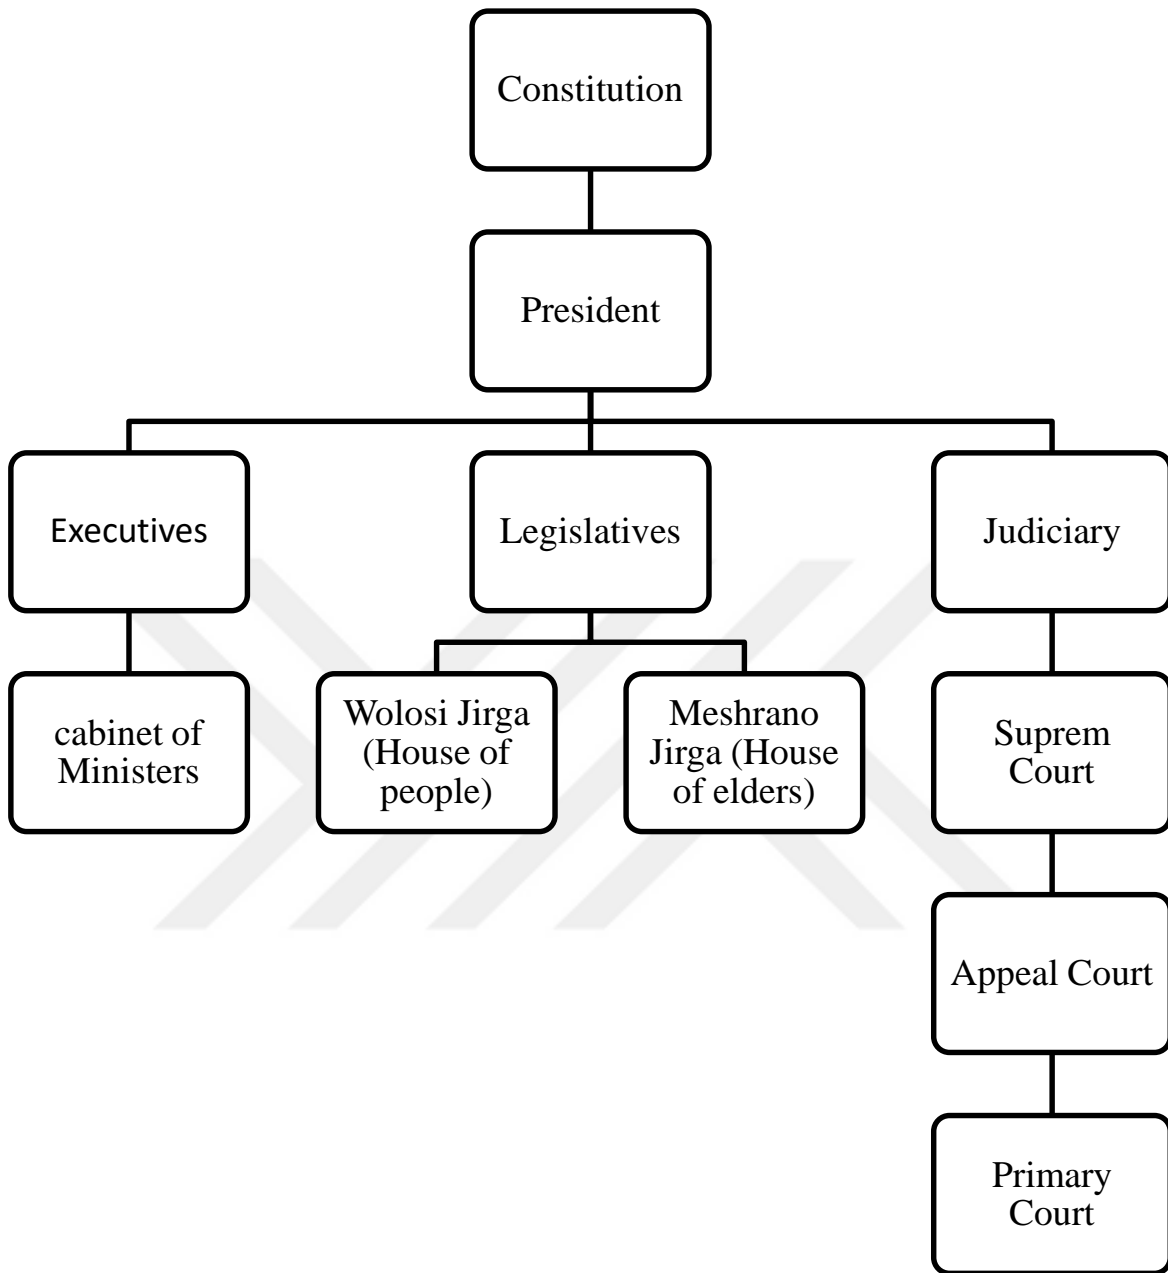 Constitution
President
Executives
Legislatives
Judiciary
cabinet of
Ministers
Wolosi Jirga
(House of
people)
Meshrano
Jirga (House
of elders)
Suprem
Court
Appeal Court
Primary
Court